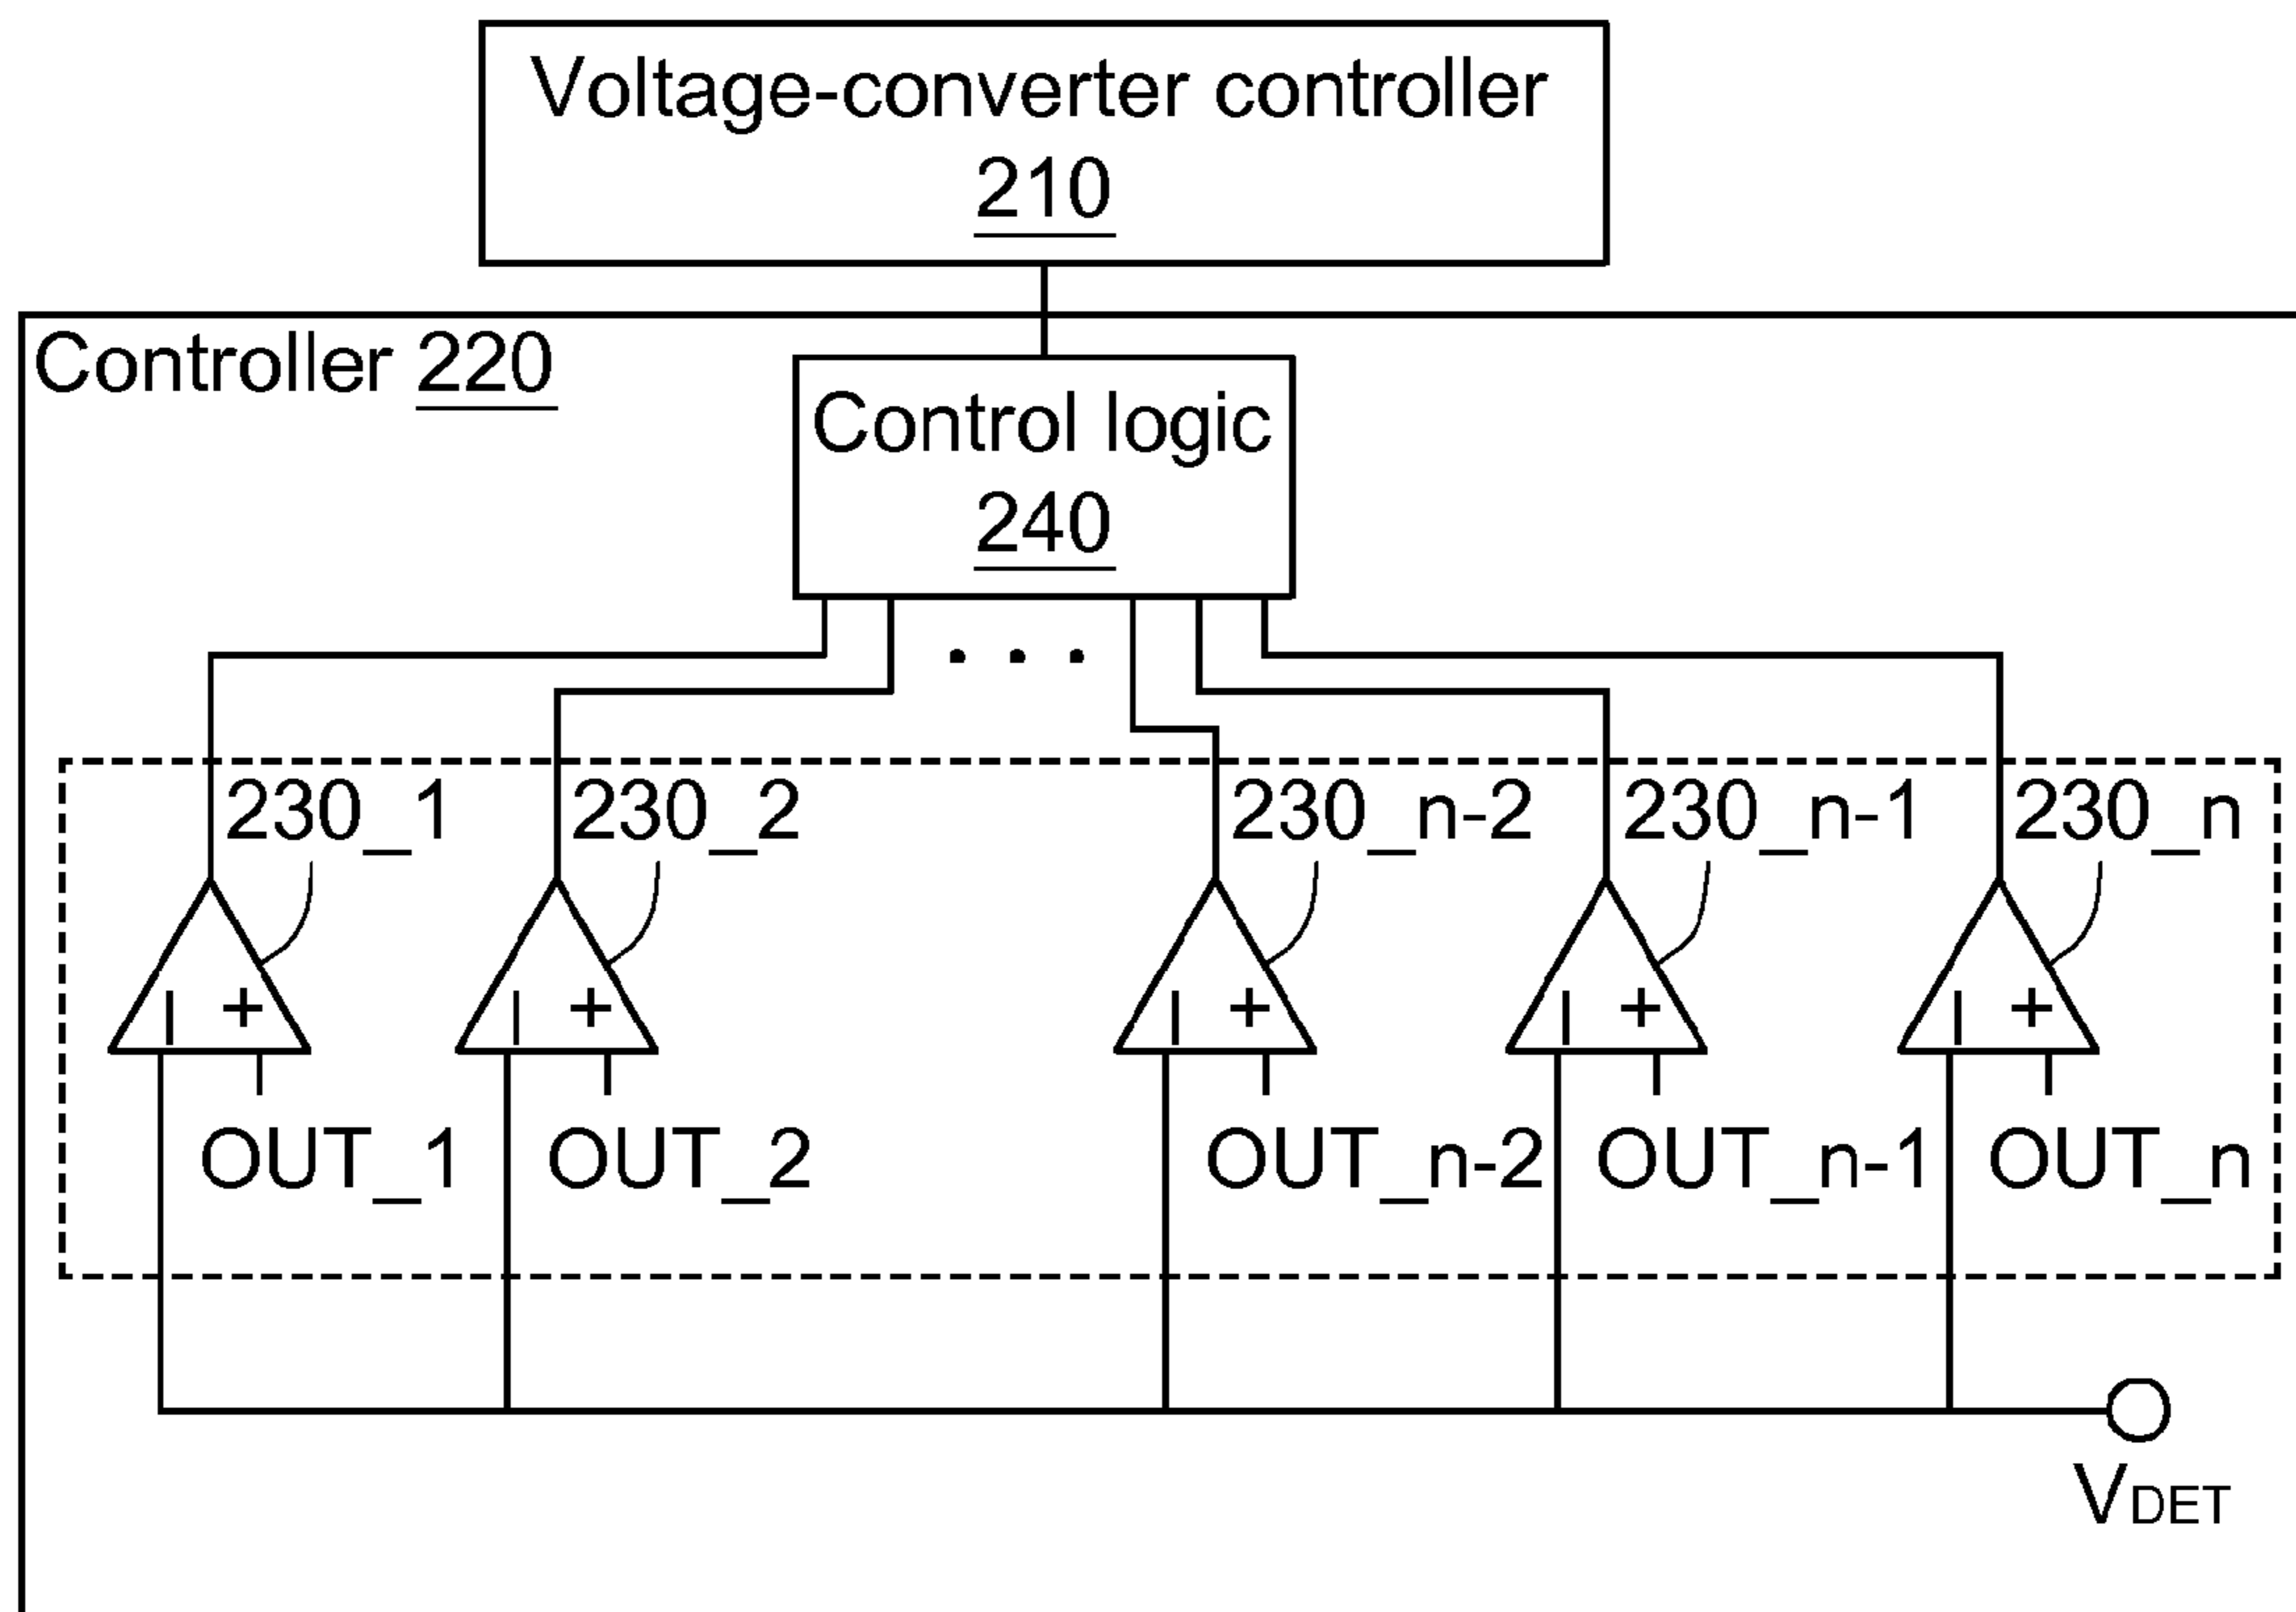 Voltage-converter controller
210
Controller 220
Control logic
240
. . .
230_1 230_2 230_n-2 230_n-1 230_n
− + − + − + − + − +
OUT_1 OUT_2 OUT_n-2 OUT_n-1 OUT_n
VDET